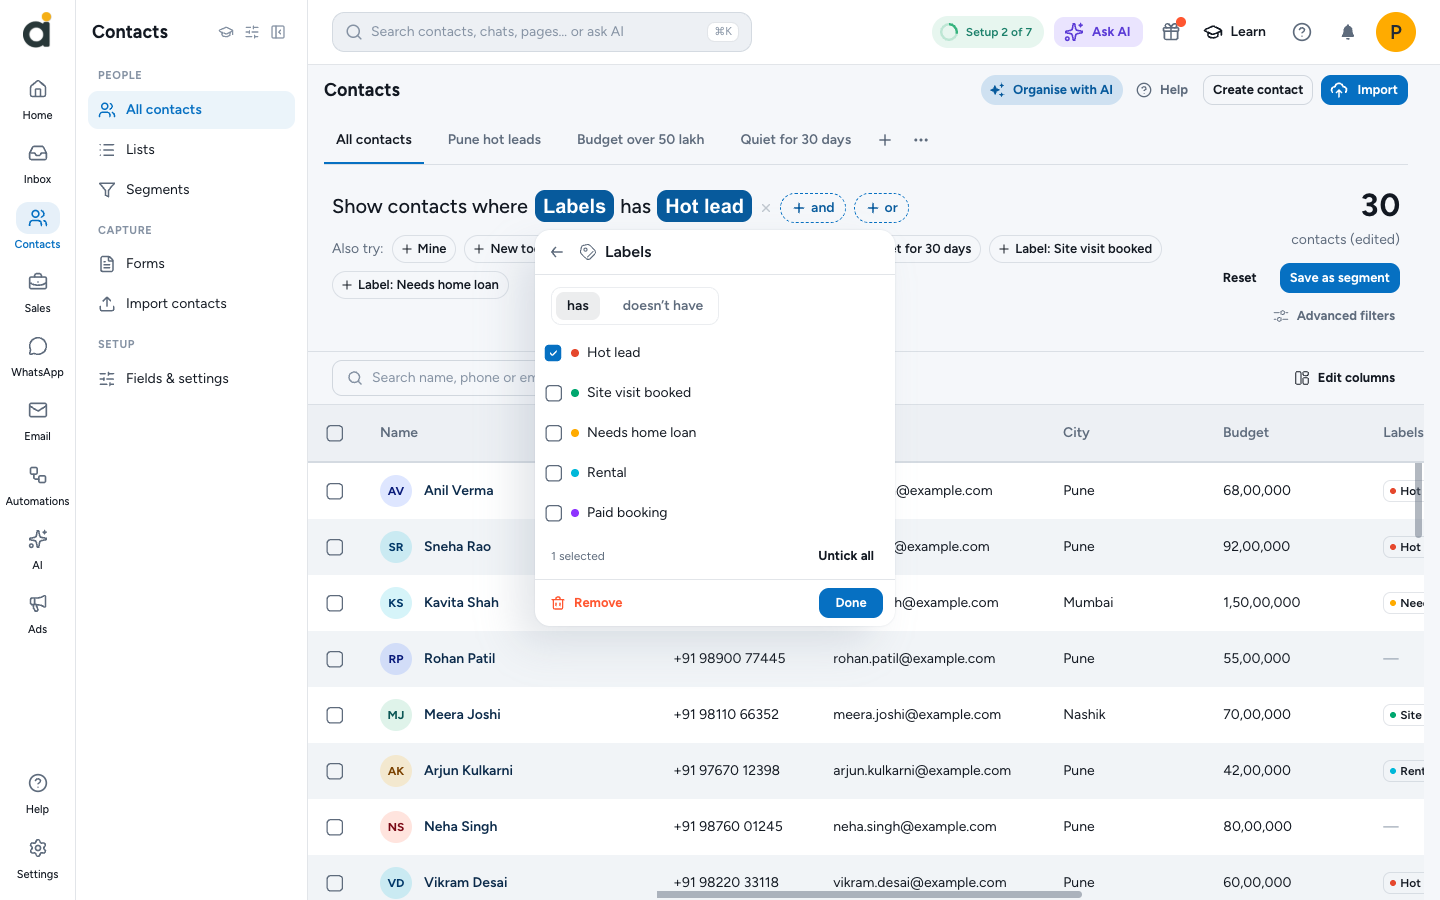 Contacts
Search contacts, chats, pages... or ask AI
⌘K
Setup 2 of 7
Ask AI
Learn
P
Home
Inbox
Contacts
Sales
WhatsApp
Email
Automations
AI
Ads
Help
Settings
PEOPLE
All contacts
Lists
Segments
CAPTURE
Forms
Import contacts
SETUP
Fields & settings
Contacts
Organise with AI
Help
Create contact
Import
All contacts
Pune hot leads
Budget over 50 lakh
Quiet for 30 days
Show contacts where Labels has Hot lead × + and + or
30
contacts (edited)
Also try:
+ Mine
for 30 days
+ Label: Site visit booked
+ Label: Needs home loan
Reset
Save as segment
Advanced filters
Labels
has
doesn't have
Hot lead
Site visit booked
Needs home loan
Rental
Paid booking
1 selected
Untick all
Remove
Done
Search name, phone or
Edit columns
Name City Budget Labels
AV Anil Verma @example.com Pune 68,00,000 Hot
SR Sneha Rao @example.com Pune 92,00,000 Hot
KS Kavita Shah h@example.com Mumbai 1,50,00,000
RP Rohan Patil +91 98900 77445 rohan.patil@example.com Pune 55,00,000 —
MJ Meera Joshi +91 98110 66352 meera.joshi@example.com Nashik 70,00,000 Site
AK Arjun Kulkarni +91 97670 12398 arjun.kulkarni@example.com Pune 42,00,000 Rent
NS Neha Singh +91 98760 01245 neha.singh@example.com Pune 80,00,000 —
VD Vikram Desai +91 98220 33118 vikram.desai@example.com Pune 60,00,000 Hot